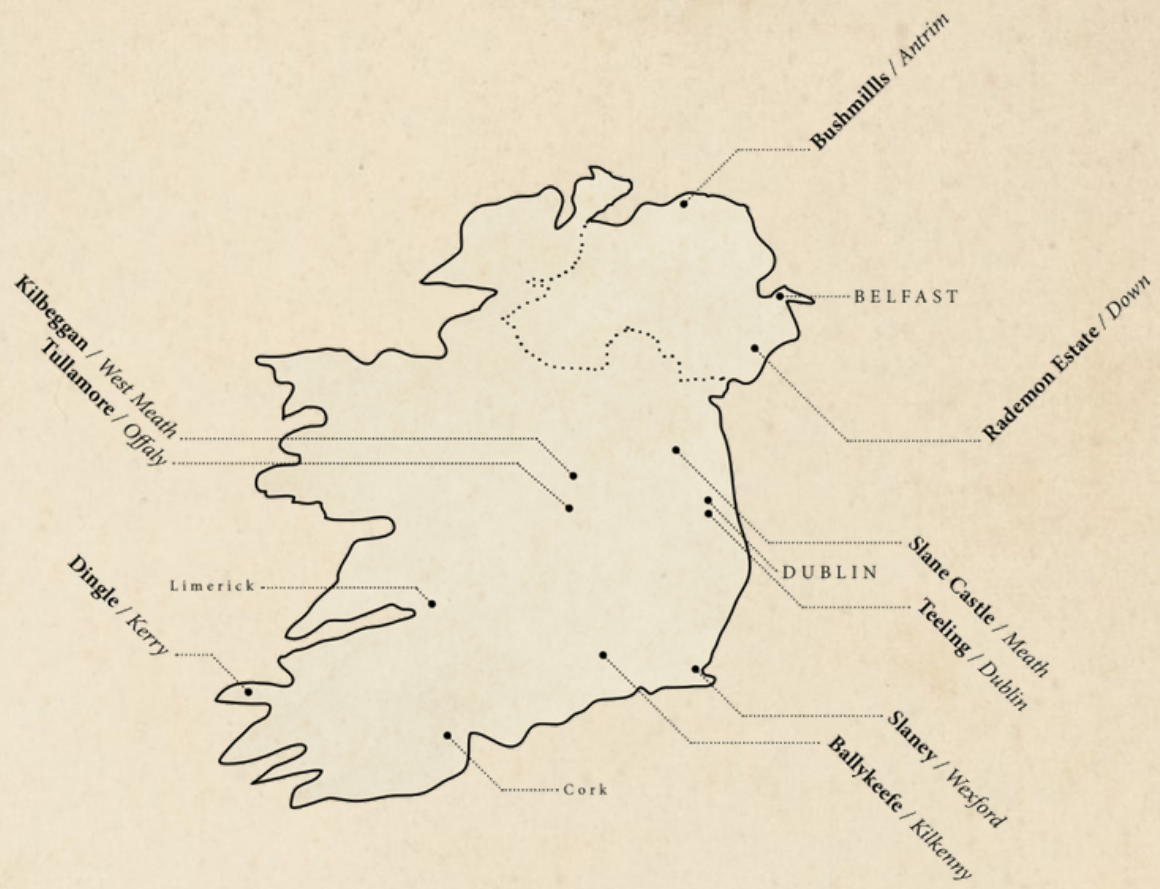 Bushmillls / Antrim
BELFAST
Rademon Estate / Down
Kilbeggan / West Meath
Tullamore / Offaly
Slane Castle / Meath
DUBLIN
Teeling / Dublin
Limerick
Dingle / Kerry
Slaney / Wexford
Ballykeefe / Kilkenny
Cork